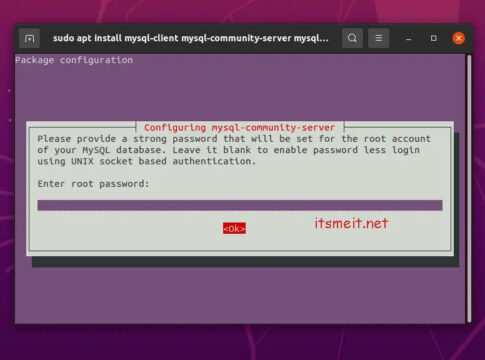 sudo apt install mysql-client mysql-community-server mysql...
Package configuration
Configuring mysql-community-server
Please provide a strong password that will be set for the root account
of your MySQL database. Leave it blank to enable password less login
using UNIX socket based authentication.
Enter root password:
<Ok>
itsmeit.net